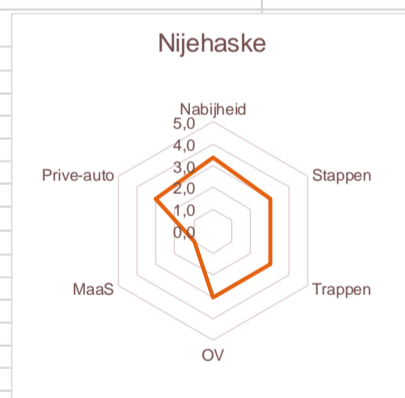 Nijehaske
Nabijheid
5,0
4,0
3,0
2,0
1,0
0,0
Prive-auto
Stappen
MaaS
Trappen
OV